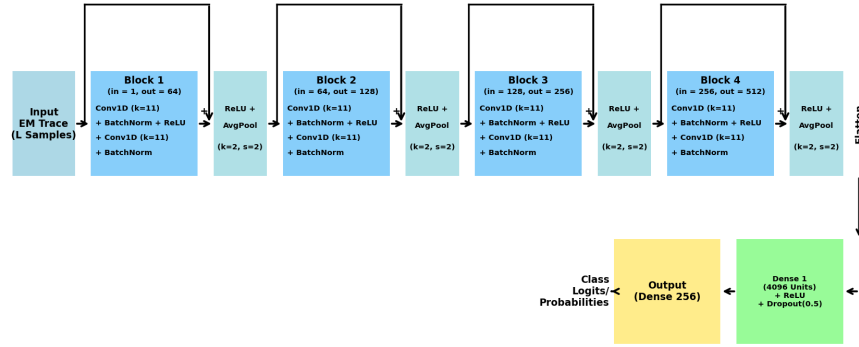 Input
EM Trace
(L Samples)
Block 1
(in = 1, out = 64)
Conv1D (k=11)
+ BatchNorm + ReLU
+ Conv1D (k=11)
+ BatchNorm
+
ReLU +
AvgPool
(k=2, s=2)
Block 2
(in = 64, out = 128)
Conv1D (k=11)
+ BatchNorm + ReLU
+ Conv1D (k=11)
+ BatchNorm
+
ReLU +
AvgPool
(k=2, s=2)
Block 3
(in = 128, out = 256)
Conv1D (k=11)
+ BatchNorm + ReLU
+ Conv1D (k=11)
+ BatchNorm
+
ReLU +
AvgPool
(k=2, s=2)
Block 4
(in = 256, out = 512)
Conv1D (k=11)
+ BatchNorm + ReLU
+ Conv1D (k=11)
+ BatchNorm
+
ReLU +
AvgPool
(k=2, s=2)
Flatten
Dense 1
(4096 Units)
+ ReLU
+ Dropout(0.5)
Output
(Dense 256)
Class
Logits/
Probabilities